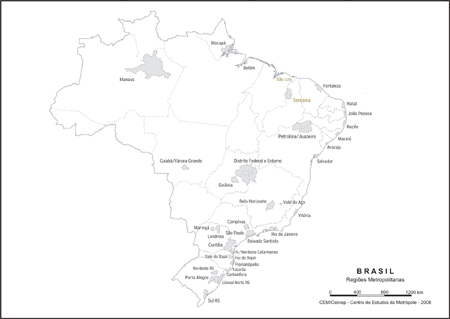 Macapá
Belém
São Luís
Fortaleza
Manaus
Teresina
Natal
João Pessoa
Recife
Petrolina/Juazeiro
Maceió
Aracaju
Salvador
Cuiabá/Várzea Grande
Distrito Federal e Entorno
Goiânia
Belo Horizonte
Vale do Aço
Vitória
Campinas
Maringá
Londrina
São Paulo
Rio de Janeiro
Baixada Santista
Curitiba
N./Nordeste Catarinense
Vale do Itajaí
Foz do Itajaí
Florianópolis
Nordeste RS
Tubarão
Carbonífera
Porto Alegre
Litoral Norte RS
Sul RS
BRASIL
Regiões Metropolitanas
0 400 800 1200 km
CEM/Cebrap - Centro de Estudos da Metrópole - 2008